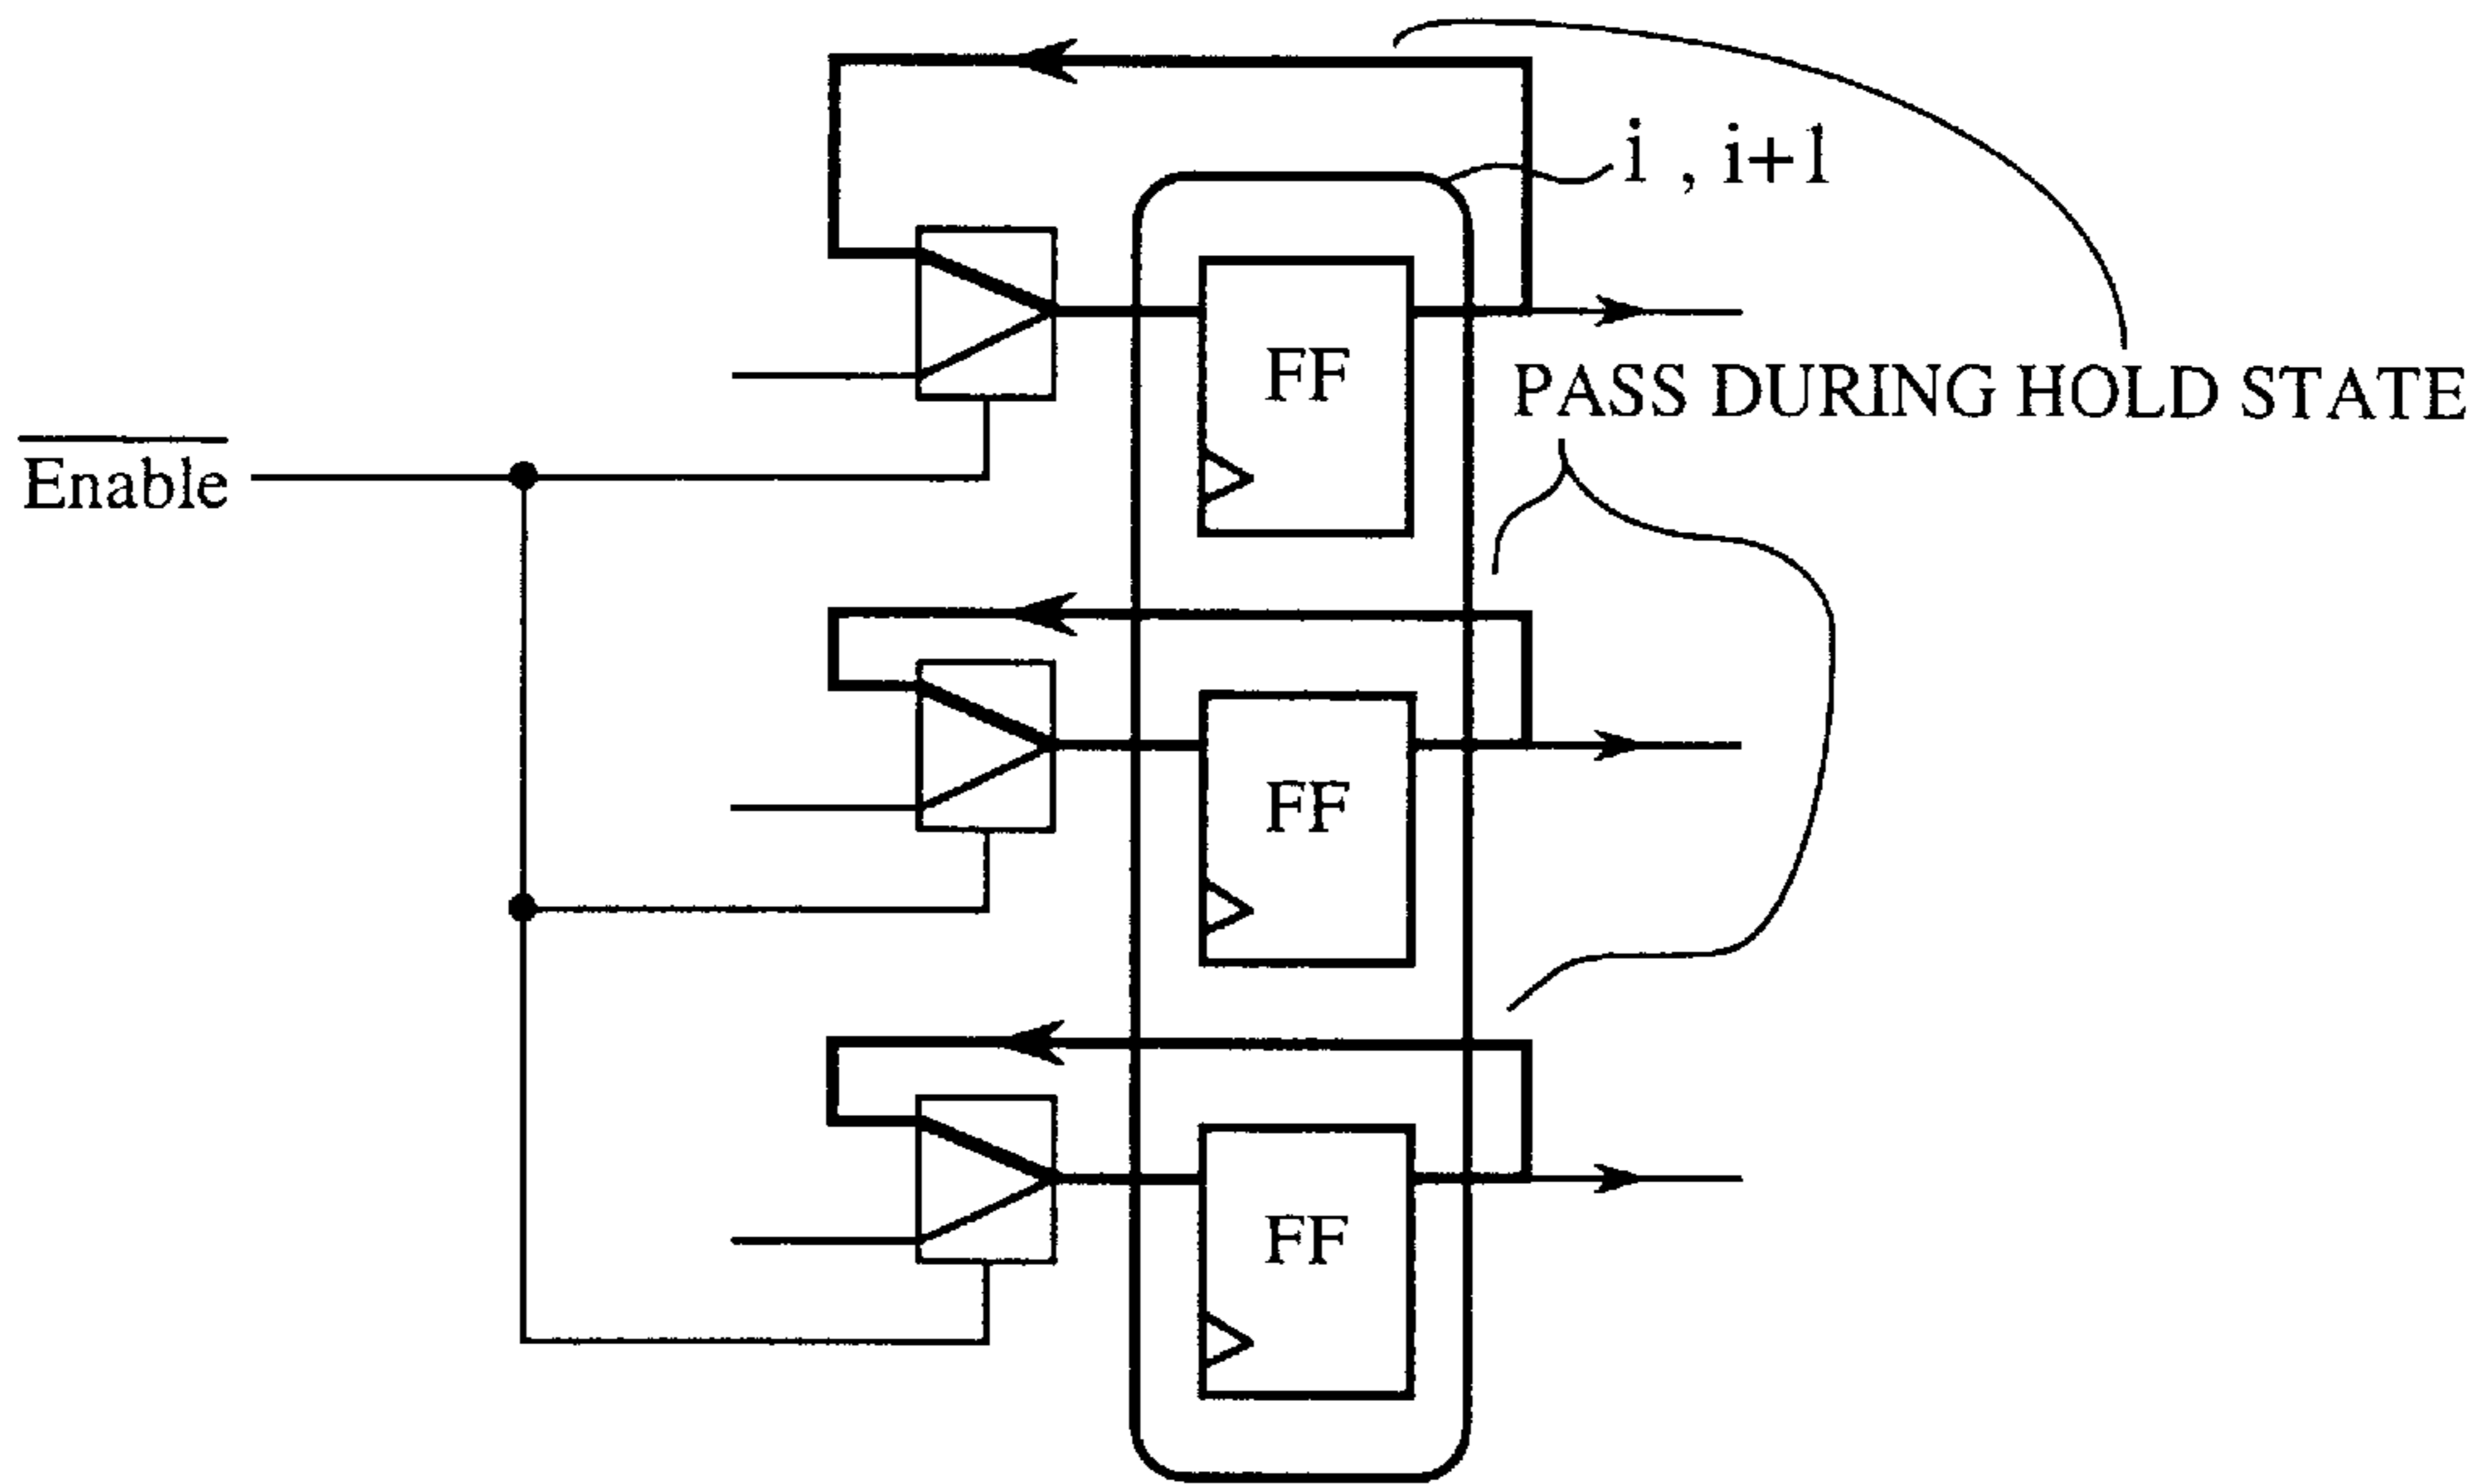 i , i+1
FF
PASS DURING HOLD STATE
Enable
FF
FF